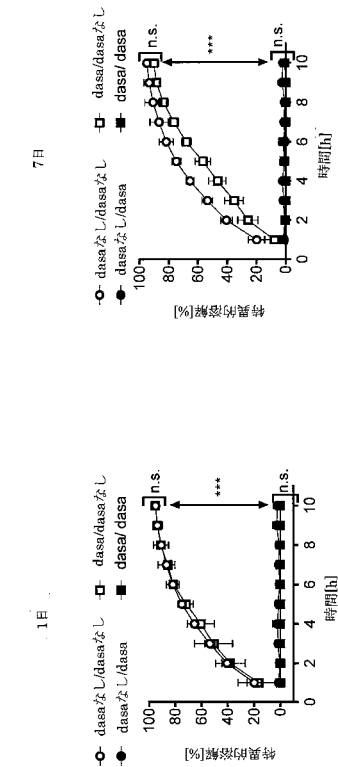 7日
dasaなし/dasaなし
dasa/dasaなし
dasaなし/dasa
dasa/ dasa
特異的溶解[%]
100
80
60
40
20
0
0
2
4
6
8
10
時間[h]
n.s.
***
n.s.
1日
dasaなし/dasaなし
dasa/dasaなし
dasaなし/dasa
dasa/ dasa
特異的溶解[%]
100
80
60
40
20
0
0
2
4
6
8
10
時間[h]
n.s.
***
n.s.